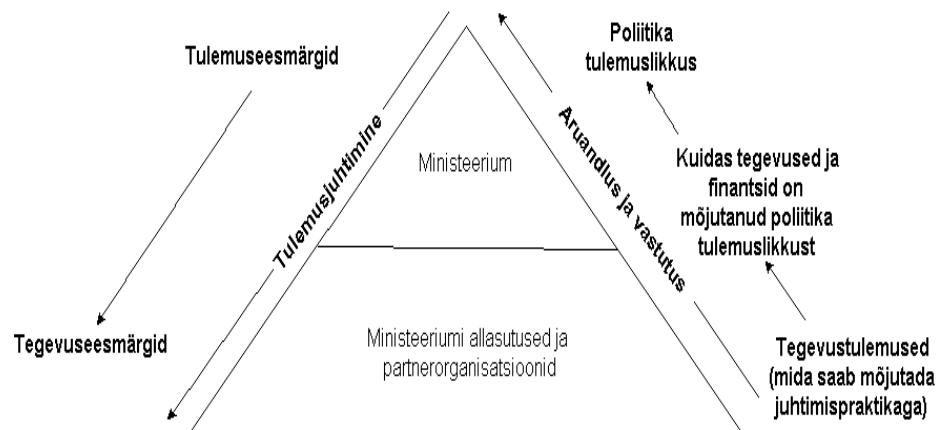 Tulemuseesmärgid
Tegevuseesmärgid
Tulemusjuhtimine
Ministeerium
Ministeeriumi allasutused ja
partnerorganisatsioonid
Aruandlus ja vastutus
Poliitika
tulemuslikkus
Kuidas tegevused ja
finantsid on
mõjutanud poliitika
tulemuslikkust
Tegevustulemused
(mida saab mõjutada
juhtimispraktikaga)